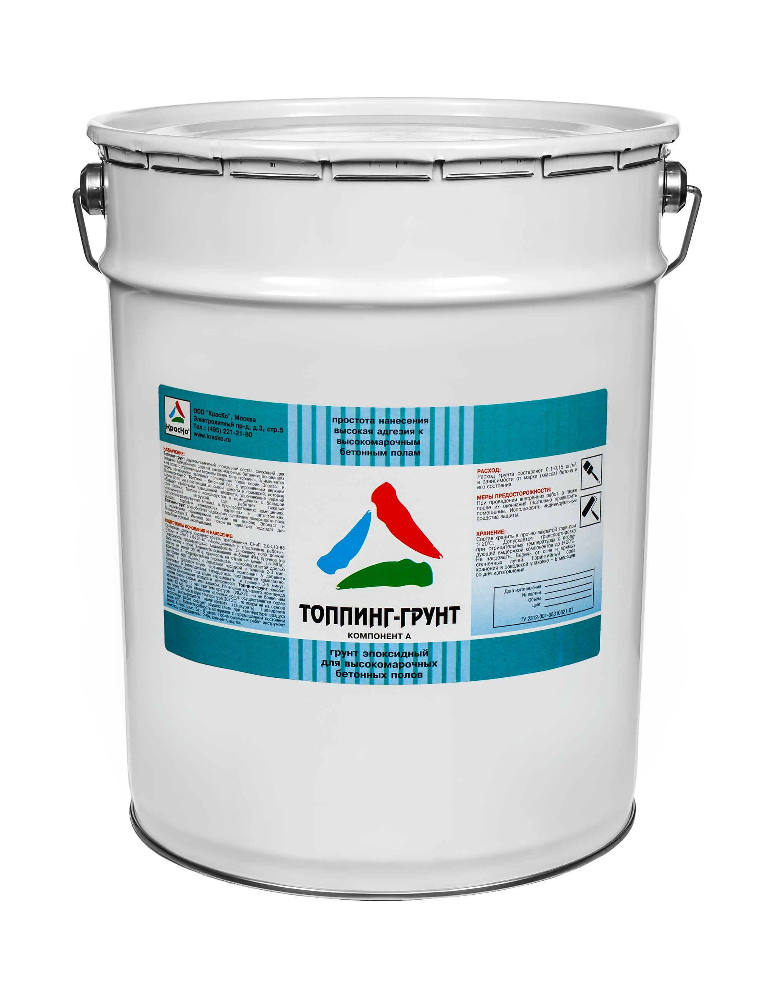 КрасКо®
ООО "КрасКо", Москва
Электролитный пр-д, д.3, стр.5
Тел.: (495) 221-21-80
www.krasko.ru
простота нанесения
высокая адгезия к
высокомарочным
бетонным полам
НАЗНАЧЕНИЕ:
Топпинг-грунт двухкомпонентный эпоксидный состав, служащий для
создания адгезионного слоя на высокомарочных бетонных основаниях
и на полах с упрочненным верхним слоем типа «топпинг». Применяется
перед нанесением наливных полимерных полов серии Эполаст и
Полимерстоун-2. Топпинг - бетонный пол, с упрочненным верхним
слоем (2-10 мм.) состоящий из смеси цемента и примесей, которые
обладают свойствами повышенной твердости, упрочняющие верхний
слой бетона. Топпинги используются в помещениях с большой
механической нагрузкой, где работает тяжелая
погрузочно-разгрузочная техника, в производственных помещениях,
складах, торговых комплексах, паркингах и автостоянках.
Топпинг-грунт способствует надежному сцеплению поверхности пола
с наливными полимерными полами на основе Эполаст и
Полимерстоун-2. Именно эти покрытия идеально подходят для
подобных условий эксплуатации.
ПОДГОТОВКА ОСНОВАНИЯ И НАНЕСЕНИЕ:
Основание должно соответствовать требованиям СНиП 2.03.13-88
«Полы» и СНиП 3.04.03-87 «Изоляционные и отделочные работы».
Поверхность предварительно зашлифовать. Основание пола должно
быть чистое и сухое (влажность основания не более 4%), прочное (на
сжатие не менее 20 МПа, прочность на отрыв не менее 1,5 МПа).
Компонент А предварительно перемешать низкооборотистой дрелью
(не более 600 об/мин.) с лопастной насадкой в течение 2-3 мин.
Затем, в предварительно перемешанный компонент А добавить
компонент Б (отвердитель). Отвердитель поставляется комплектно.
Полученную смесь тщательно перемешать в течение 3-5 минут,
избегая замешивания воздуха и непромесов. Топпинг-грунт наносят
тонким слоем кистью или валиком. Нанесение наливного компаунда
возможно через 10 час. при температуре (20±3)°С, но не более чем
через 72 час. Если нанесение наливных полов осуществляется более
чем через 20 часов (при температуре 20±3°С), то покрытие на основе
грунта рекомендуется заматировать (зашкурить). Проведение
окрасочных работ следует осуществлять при температуре воздуха
выше +5°С. Жизнеспособность материала в перемешанном состоянии
(комп. А плюс комп. Б) - 8 часов. После окончания работ инструмент
очистить растворителем: Р-5А, сольвент, ацетон.
ТОППИНГ-ГРУНТ
КОМПОНЕНТ А
грунт эпоксидный
для высокомарочных
бетонных полов
РАСХОД:
Расход грунта составляет 0,1-0,15 кг/м²,
в зависимости от марки (класса) бетона и
его состояния.
МЕРЫ ПРЕДОСТОРОЖНОСТИ:
При проведении внутренних работ, а также
после их окончания тщательно проветрить
помещение. Использовать индивидуальные
средства защиты.
ХРАНЕНИЕ:
Состав хранить в прочно закрытой таре при
t+20°С. Допускается транспортировка
при отрицательных температурах с после-
дующей выдержкой компонентов до t+20°С.
Не нагревать. Беречь от огня и прямых
солнечных лучей. Гарантийный срок
хранения в заводской упаковке – 6 месяцев
со дня изготовления.
Дата изготовления
№ партии
Объём
цвет
ТУ 2312-001-98310821-07